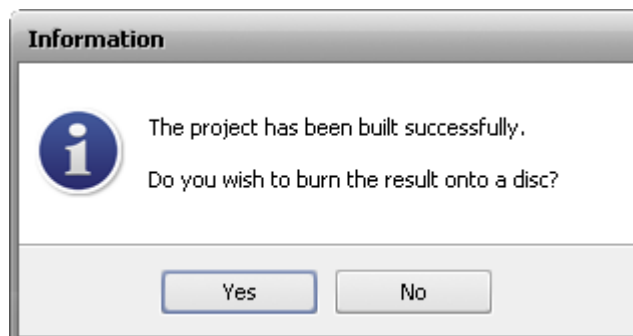 Information
The project has been built successfully.
Do you wish to burn the result onto a disc?
Yes No